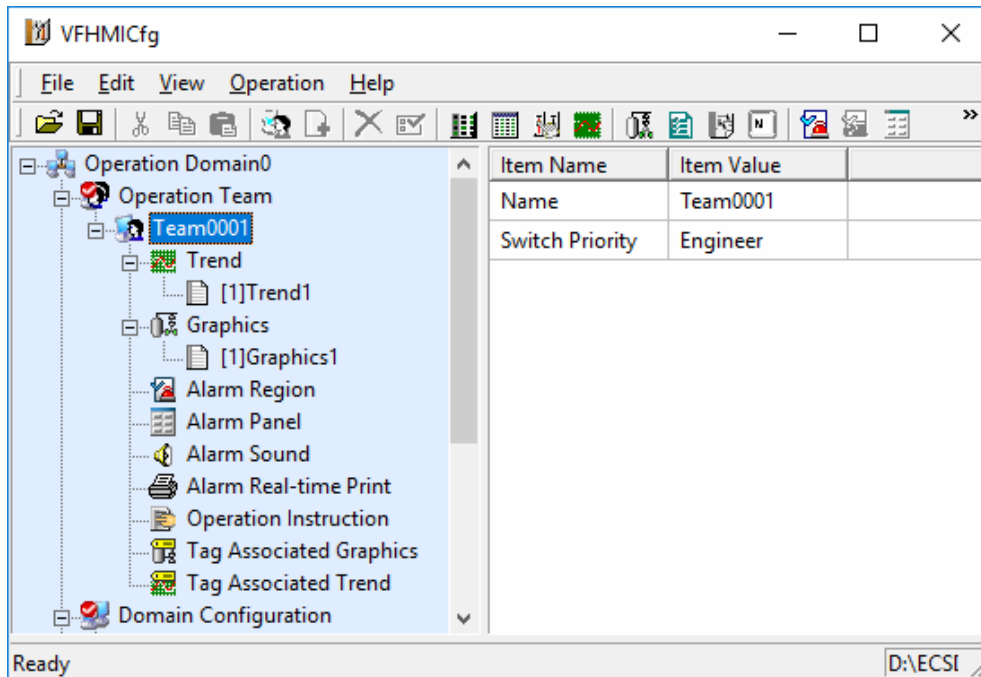 VFHMICfg
File Edit View Operation Help
Operation Domain0
Operation Team
Team0001
Trend
[1]Trend1
Graphics
[1]Graphics1
Alarm Region
Alarm Panel
Alarm Sound
Alarm Real-time Print
Operation Instruction
Tag Associated Graphics
Tag Associated Trend
Domain Configuration
Item Name Item Value
Name Team0001
Switch Priority Engineer
Ready D:\ECSI